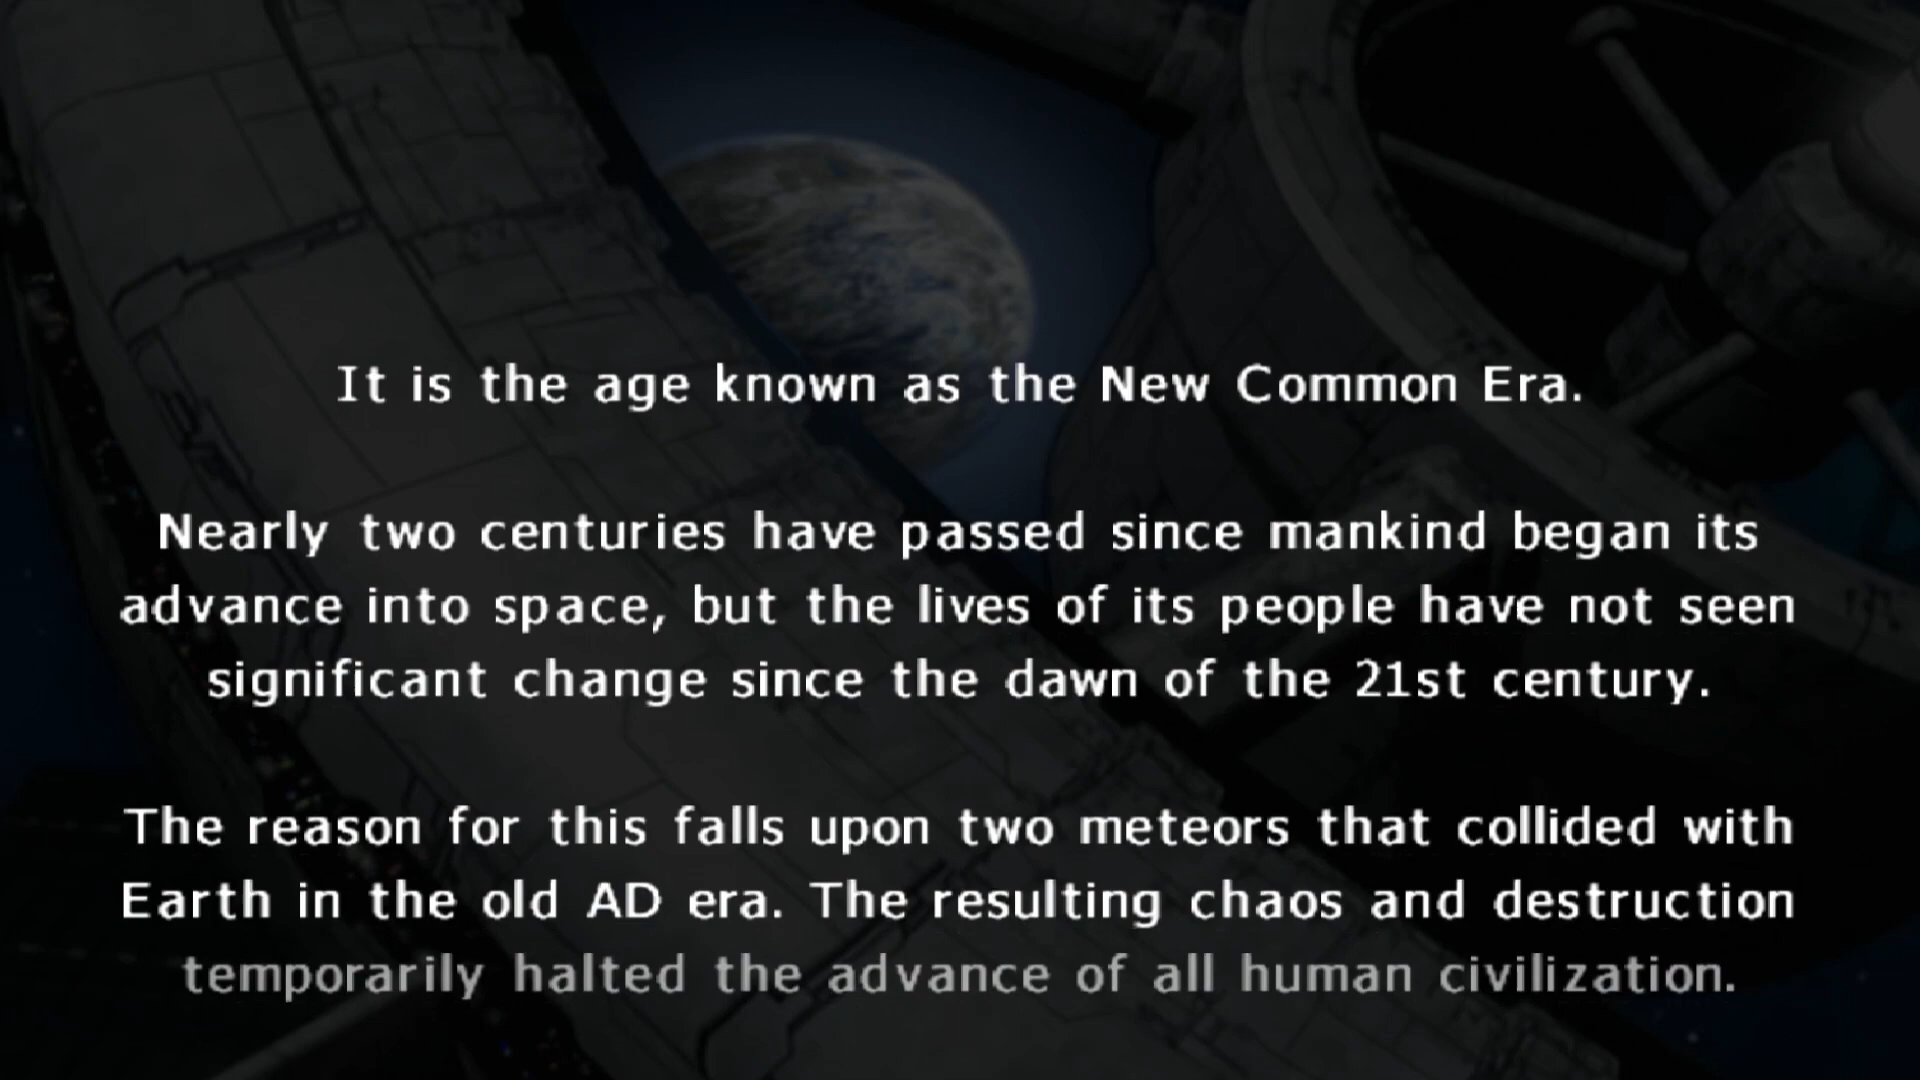 It is the age known as the New Common Era.
Nearly two centuries have passed since mankind began its
advance into space, but the lives of its people have not seen
significant change since the dawn of the 21st century.
The reason for this falls upon two meteors that collided with
Earth in the old AD era. The resulting chaos and destruction
temporarily halted the advance of all human civilization.